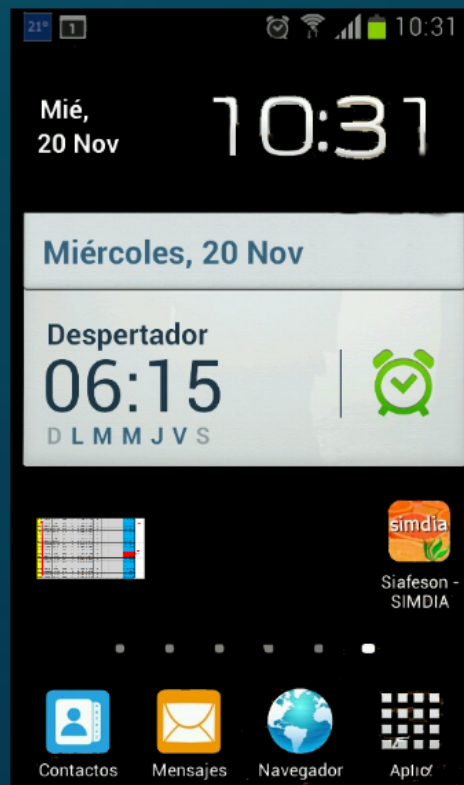 21° 1 10:31
Mié,
20 Nov
10:31
Miércoles, 20 Nov
Despertador
06:15
D L M M J V S
simdia
Siafeson -
SIMDIA
Contactos Mensajes Navegador